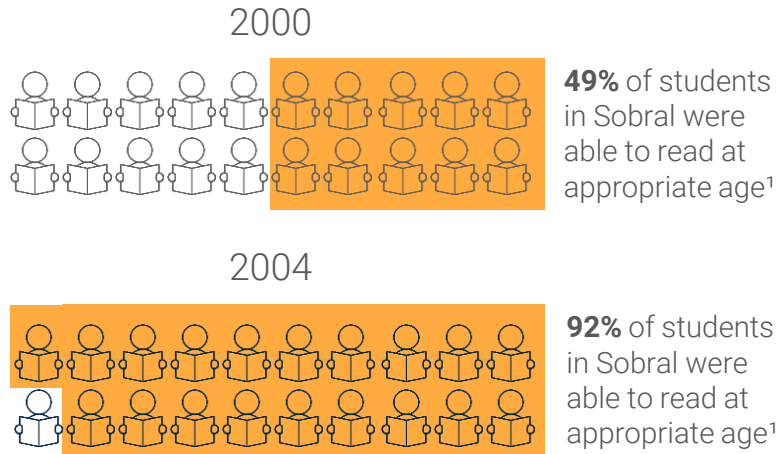 2000
49% of students
in Sobral were
able to read at
appropriate age¹
2004
92% of students
in Sobral were
able to read at
appropriate age¹